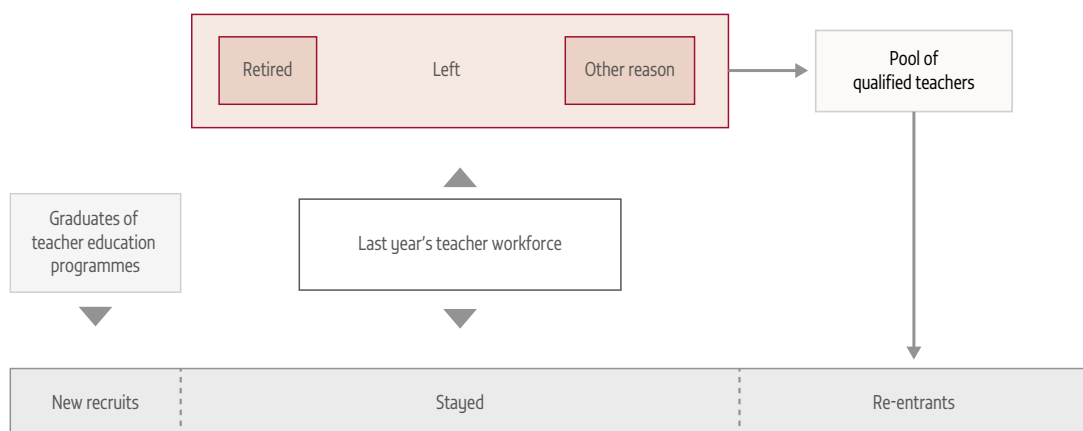 Retired
Left
Other reason
Pool of
qualified teachers
Graduates of
teacher education
programmes
Last year's teacher workforce
New recruits
Stayed
Re-entrants